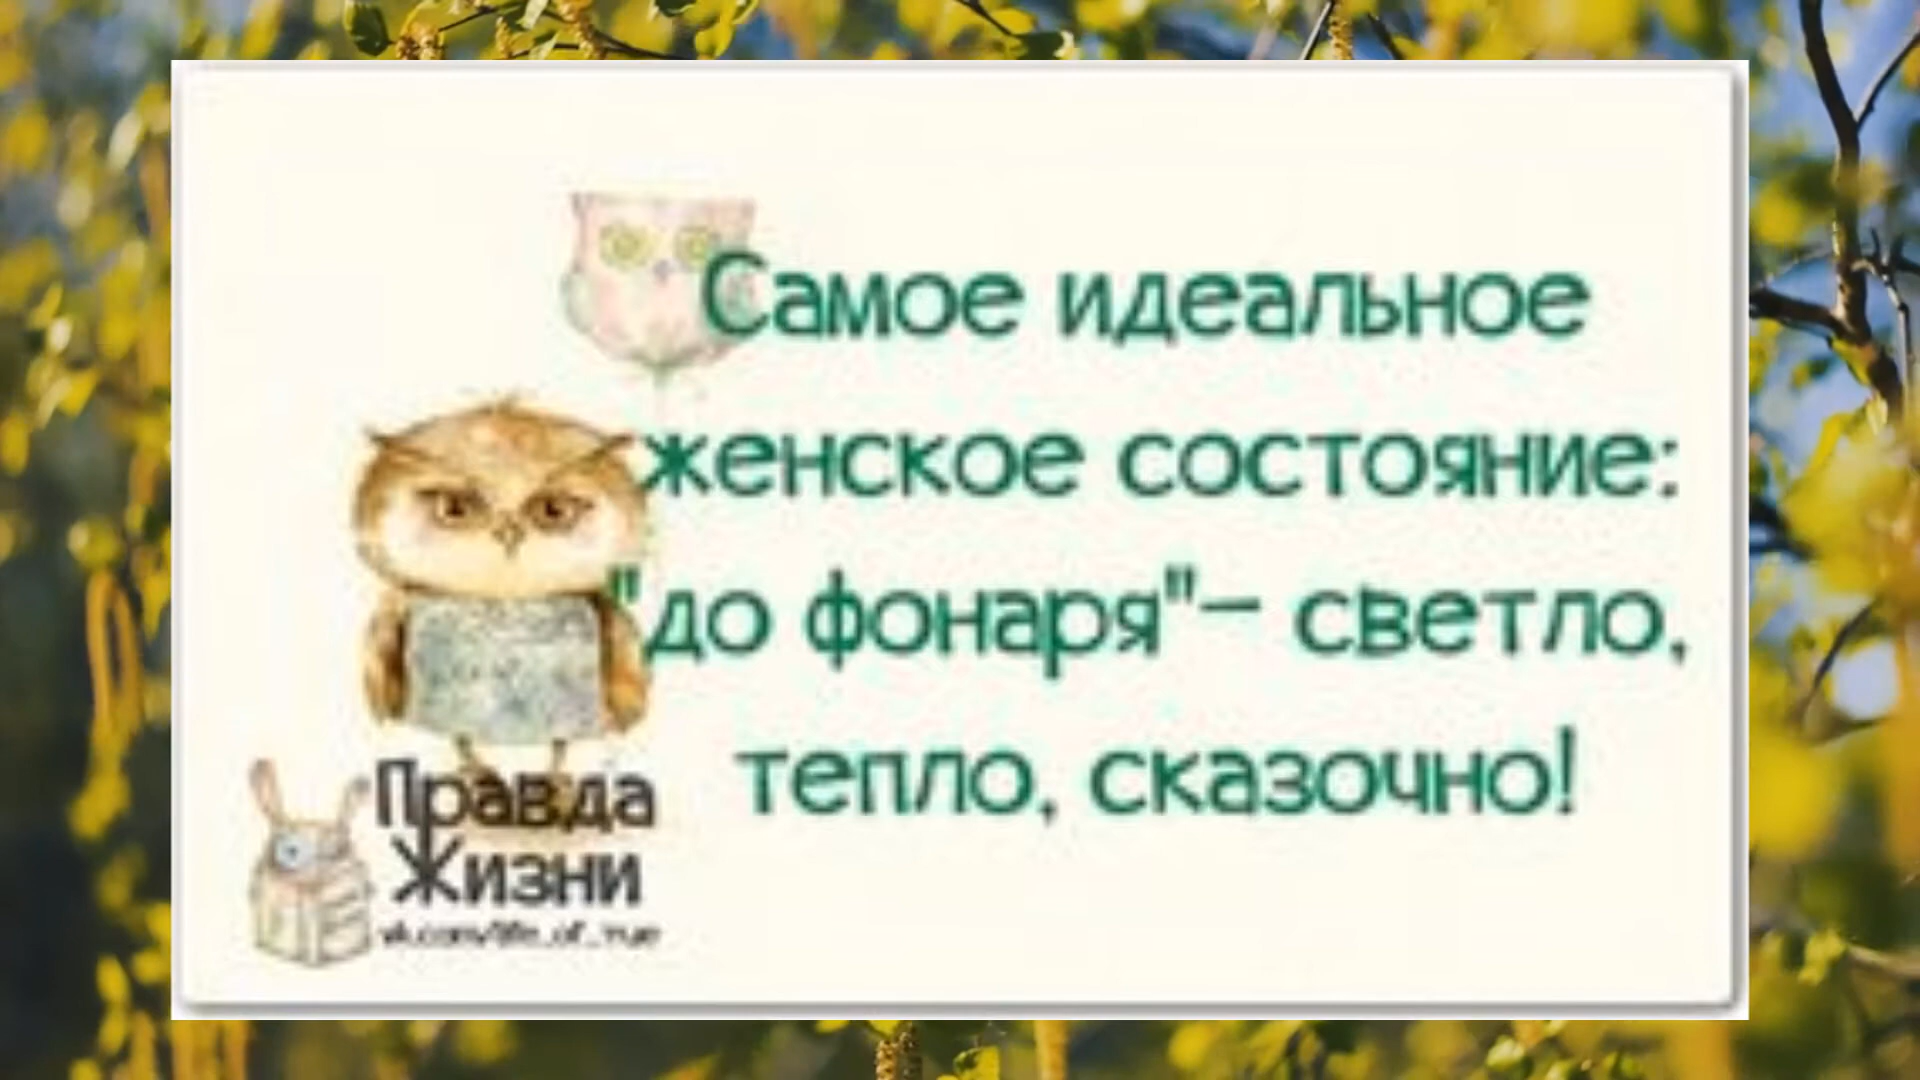 Самое идеальное
женское состояние:
"до фонаря"– светло,
тепло, сказочно!
Правда
Жизни